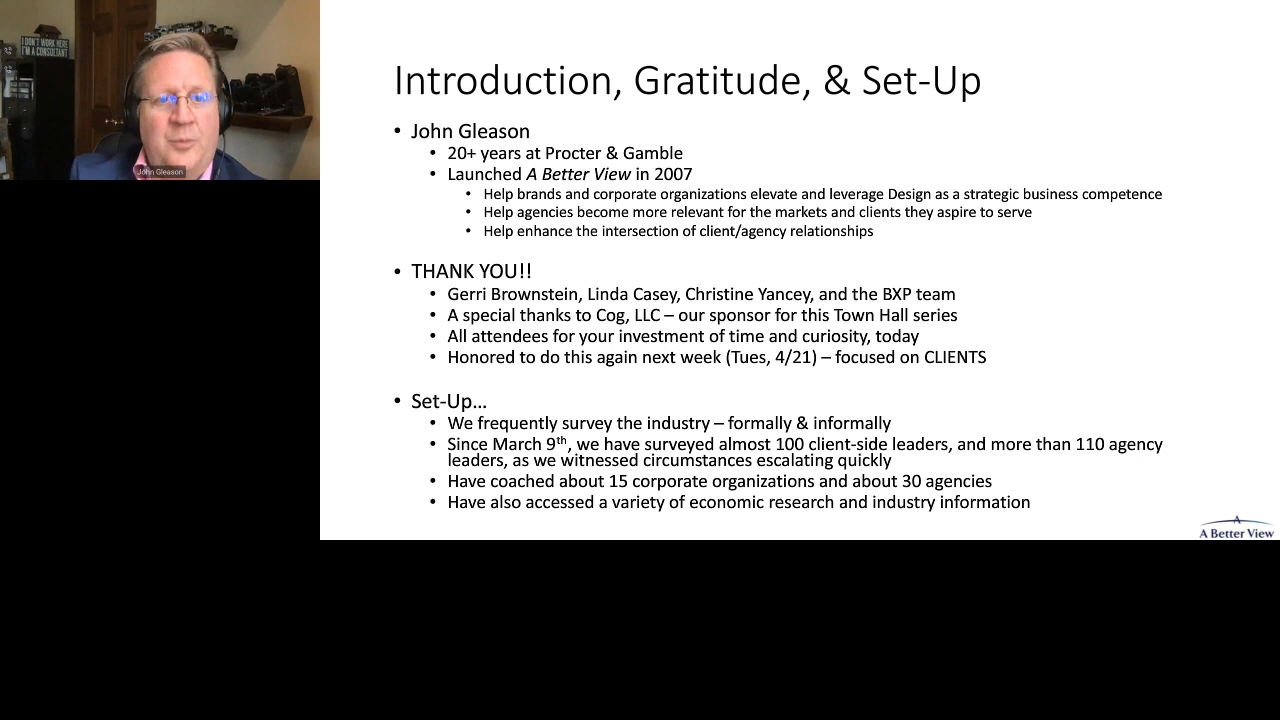 I DON'T WORK HERE
I'M A CONSULTANT
John Gleason
Introduction, Gratitude, & Set-Up
• John Gleason
• 20+ years at Procter & Gamble
• Launched A Better View in 2007
• Help brands and corporate organizations elevate and leverage Design as a strategic business competence
• Help agencies become more relevant for the markets and clients they aspire to serve
• Help enhance the intersection of client/agency relationships
• THANK YOU!!
• Gerri Brownstein, Linda Casey, Christine Yancey, and the BXP team
• A special thanks to Cog, LLC – our sponsor for this Town Hall series
• All attendees for your investment of time and curiosity, today
• Honored to do this again next week (Tues, 4/21) – focused on CLIENTS
• Set-Up…
• We frequently survey the industry – formally & informally
• Since March 9th, we have surveyed almost 100 client-side leaders, and more than 110 agency
leaders, as we witnessed circumstances escalating quickly
• Have coached about 15 corporate organizations and about 30 agencies
• Have also accessed a variety of economic research and industry information
A
A Better View